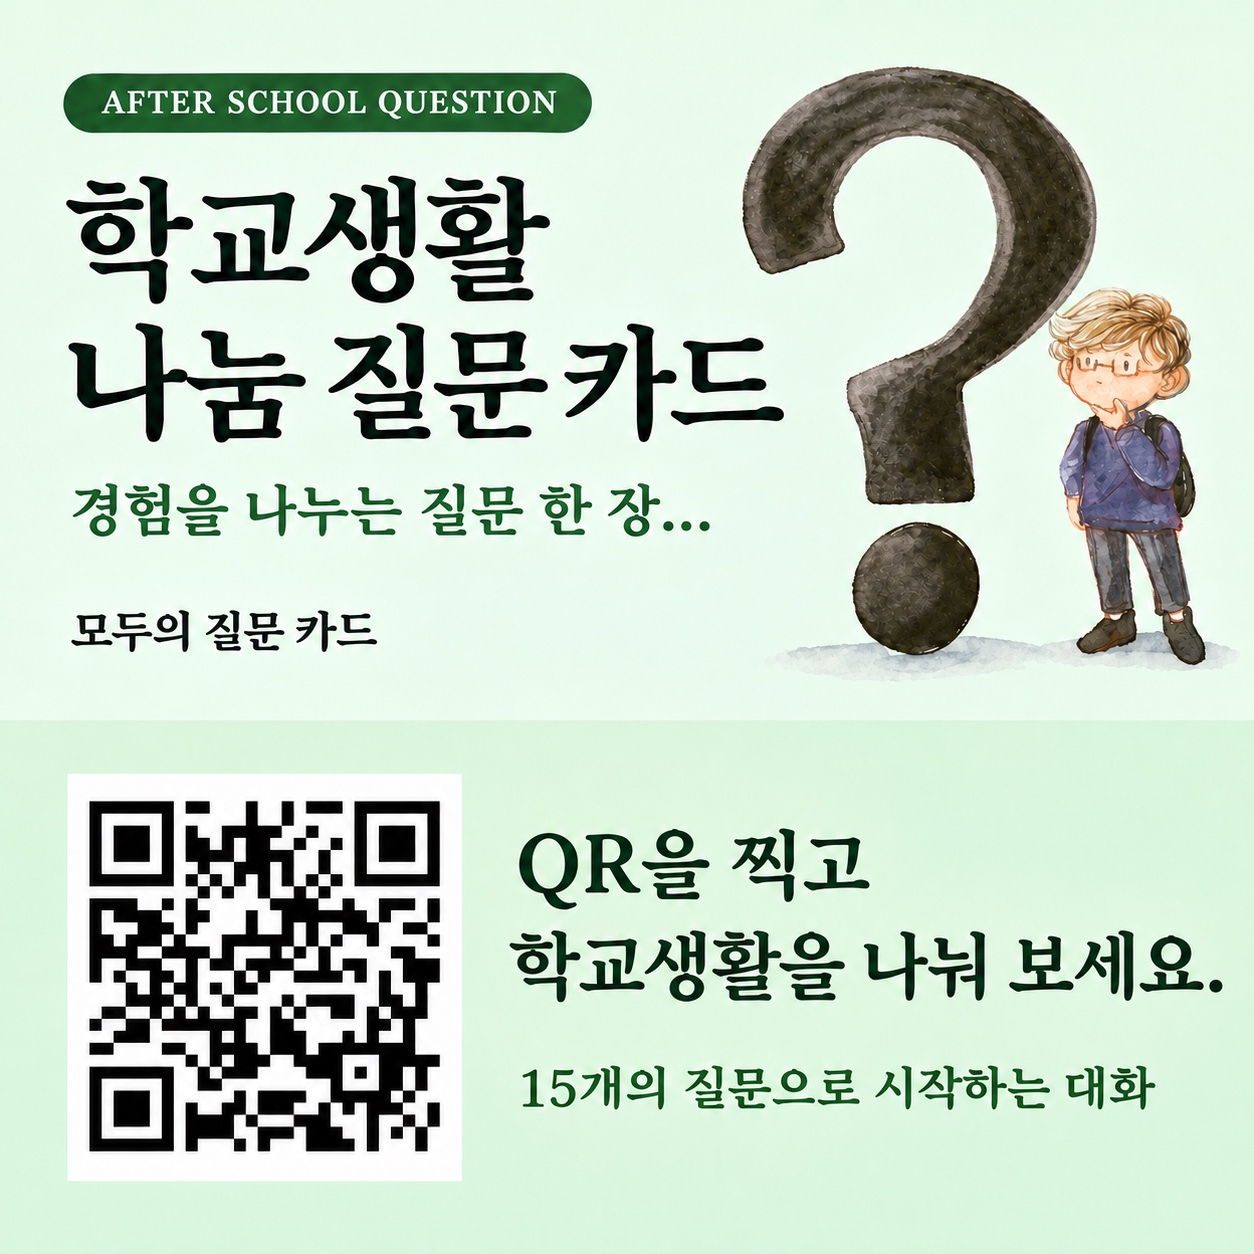 AFTER SCHOOL QUESTION
학교생활
나눔 질문 카드
경험을 나누는 질문 한 장...
모두의 질문 카드
QR을 찍고
학교생활을 나눠 보세요.
15개의 질문으로 시작하는 대화